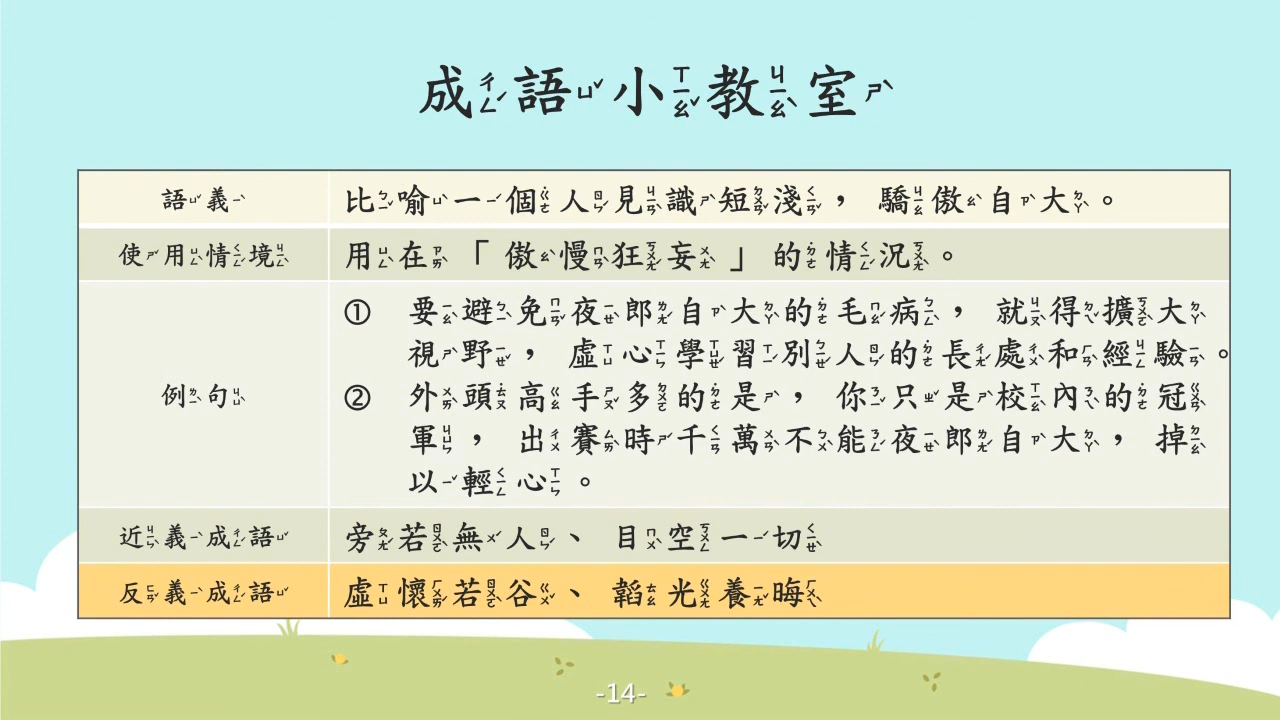 成語小教室
語義
比喻一個人見識短淺，驕傲自大。
使用情境
用在「傲慢狂妄」的情況。
例句
① 要避免夜郎自大的毛病，就得擴大
視野，虛心學習別人的長處和經驗。
② 外頭高手多的是，你只是校內的冠
軍，出賽時千萬不能夜郎自大，掉
以輕心。
近義成語
旁若無人、目空一切
反義成語
虛懷若谷、韜光養晦
-14-